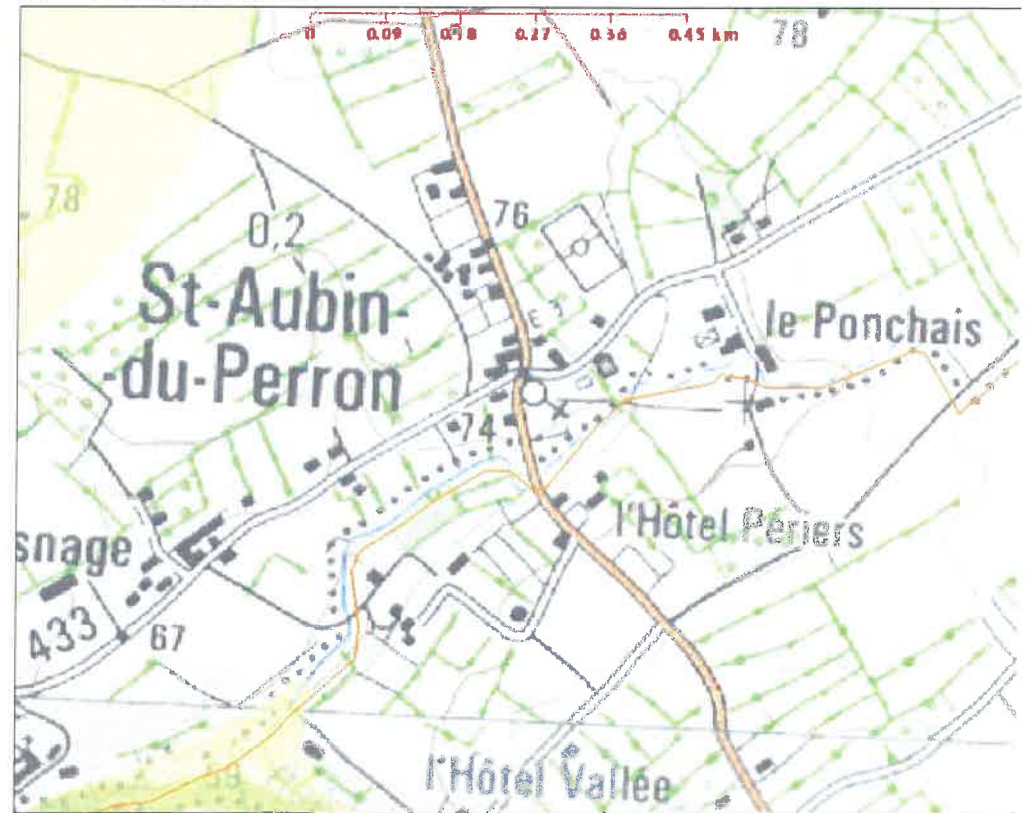 0 0.09 0.18 0.27 0.36 0.45 km
78
78
0,2
76
St-Aubin-
-du-Perron
le Ponchais
74
l'Hôtel Périers
snage
433
67
l'Hôtel Vallée